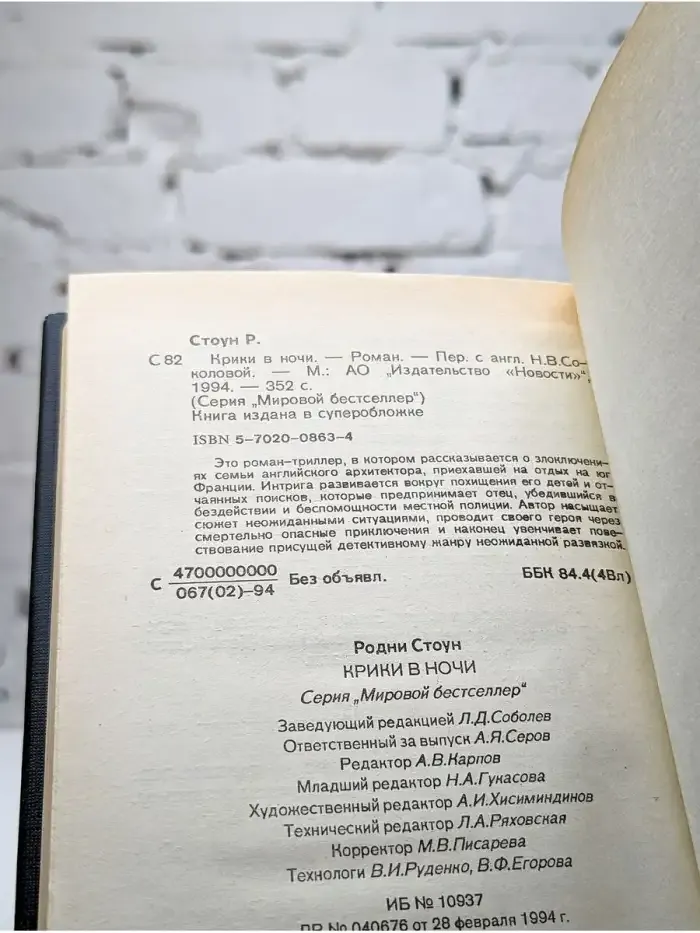 Стоун Р.
С 82 Крики в ночи. — Роман. — Пер. с англ. Н.В.Со-
коловой. — М.: АО „Издательство «Новости»“,
1994. — 352 с.
(Серия „Мировой бестселлер“)
Книга издана в суперобложке
ISBN 5-7020-0863-4
Это роман-триллер, в котором рассказывается о злоключени-
ях семьи английского архитектора, приехавшей на отдых на юг
Франции. Интрига развивается вокруг похищения его детей и от-
чаянных поисков, которые предпринимает отец, убедившийся в
бездействии и беспомощности местной полиции. Автор насыщает
сюжет неожиданными ситуациями, проводит своего героя через
смертельно опасные приключения и наконец увенчивает пове-
ствование присущей детективному жанру неожиданной развязкой.
С 4700000000 Без объявл. ББК 84.4(4Вл)
067(02)-94
Родни Стоун
КРИКИ В НОЧИ
Серия „Мировой бестселлер“
Заведующий редакцией Л.Д.Соболев
Ответственный за выпуск А.Я.Серов
Редактор А.В.Карпов
Младший редактор Н.А.Гукасова
Художественный редактор А.И.Хисиминдинов
Технический редактор Л.А.Ряховская
Корректор М.В.Писарева
Технологи В.И.Руденко, В.Ф.Егорова
ИБ № 10937
ЛР № 040676 от 28 февраля 1994 г.